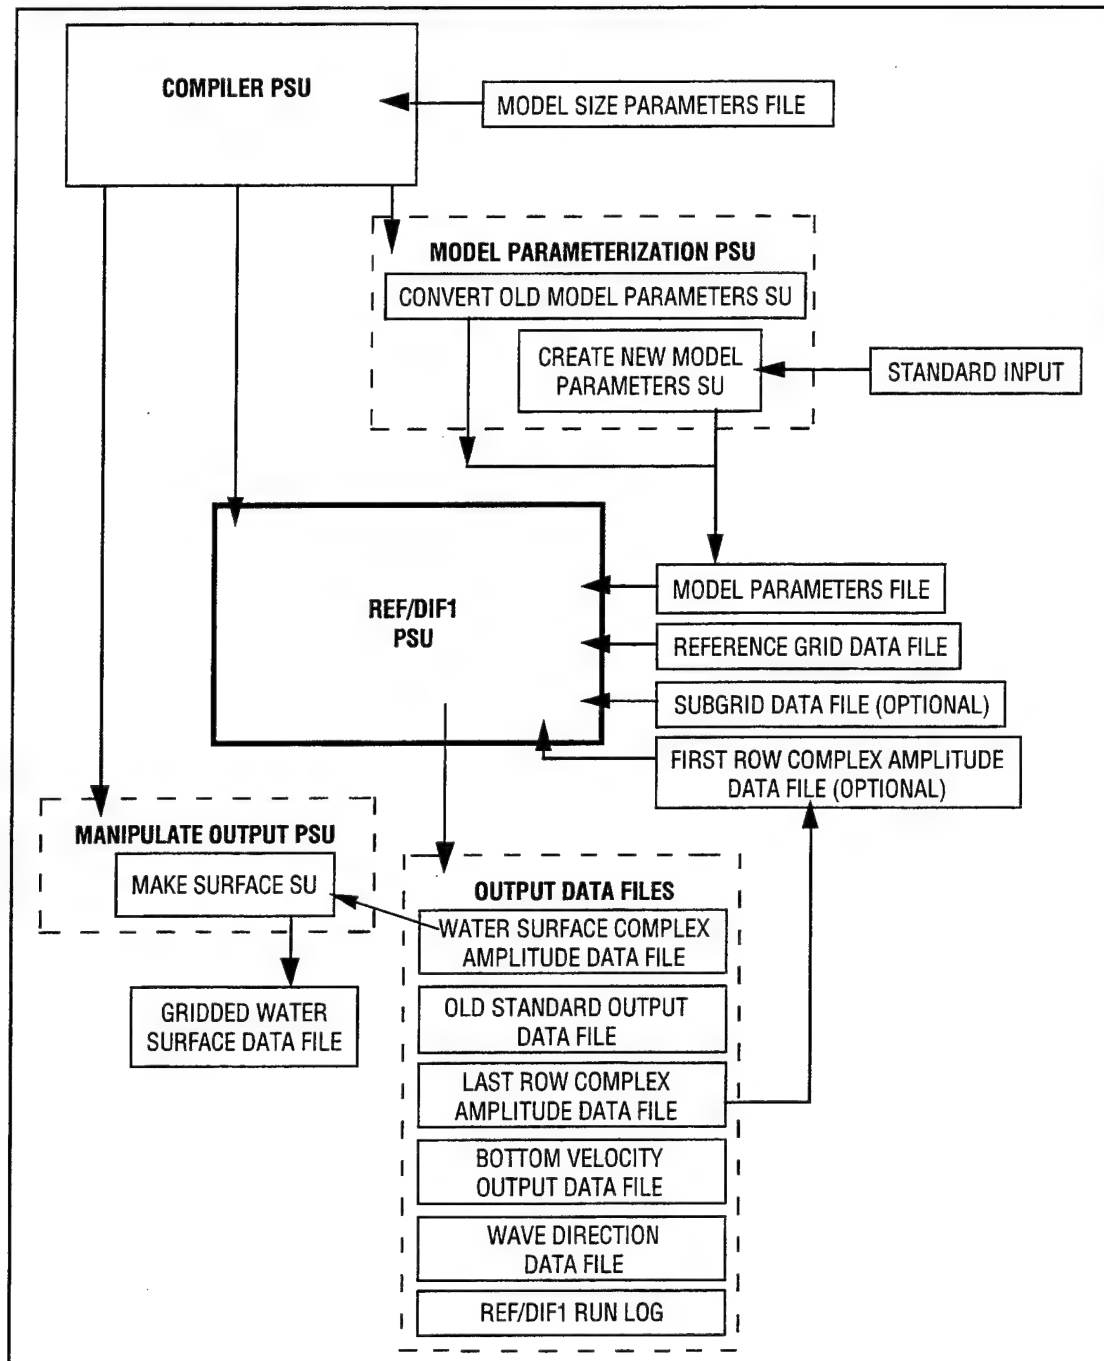 COMPILER PSU
MODEL SIZE PARAMETERS FILE
MODEL PARAMETERIZATION PSU
CONVERT OLD MODEL PARAMETERS SU
CREATE NEW MODEL
PARAMETERS SU
STANDARD INPUT
REF/DIF1
PSU
MODEL PARAMETERS FILE
REFERENCE GRID DATA FILE
SUBGRID DATA FILE (OPTIONAL)
FIRST ROW COMPLEX AMPLITUDE
DATA FILE (OPTIONAL)
MANIPULATE OUTPUT PSU
MAKE SURFACE SU
GRIDDED WATER
SURFACE DATA FILE
OUTPUT DATA FILES
WATER SURFACE COMPLEX
AMPLITUDE DATA FILE
OLD STANDARD OUTPUT
DATA FILE
LAST ROW COMPLEX
AMPLITUDE DATA FILE
BOTTOM VELOCITY
OUTPUT DATA FILE
WAVE DIRECTION
DATA FILE
REF/DIF1 RUN LOG